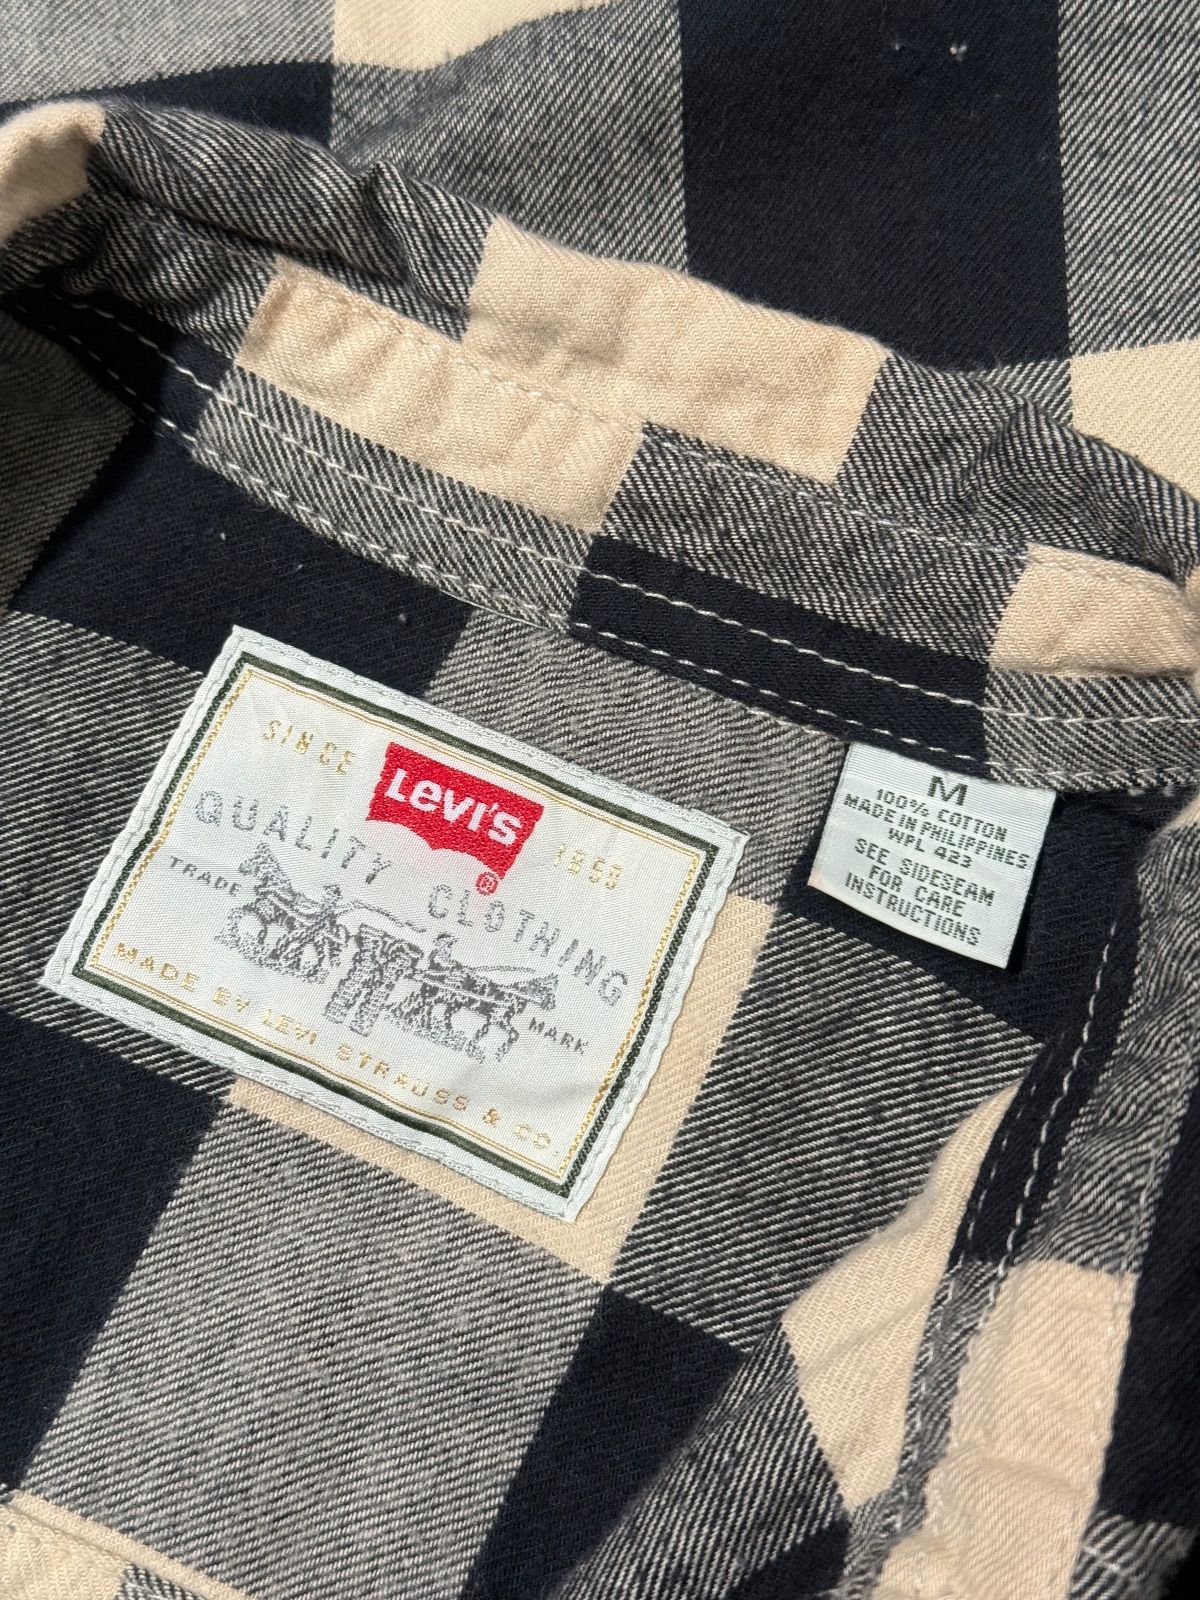 SINCE Levi's 1853
®
QUALITY CLOTHING
TRADE MARK
MADE BY LEVI STRAUSS & CO.
M
100% COTTON
MADE IN PHILIPPINES
WPL 423
SEE SIDESEAM
FOR CARE
INSTRUCTIONS